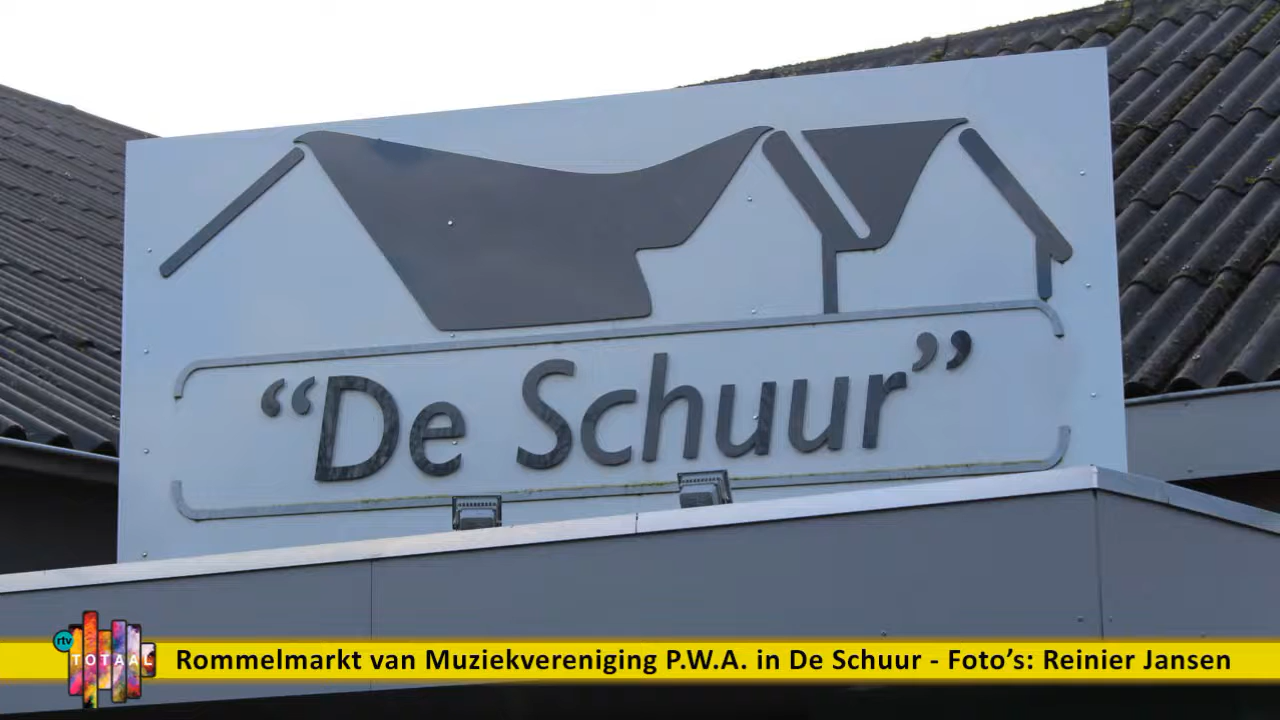 “De Schuur”
rtv
TOTAAL
Rommelmarkt van Muziekvereniging P.W.A. in De Schuur - Foto’s: Reinier Jansen